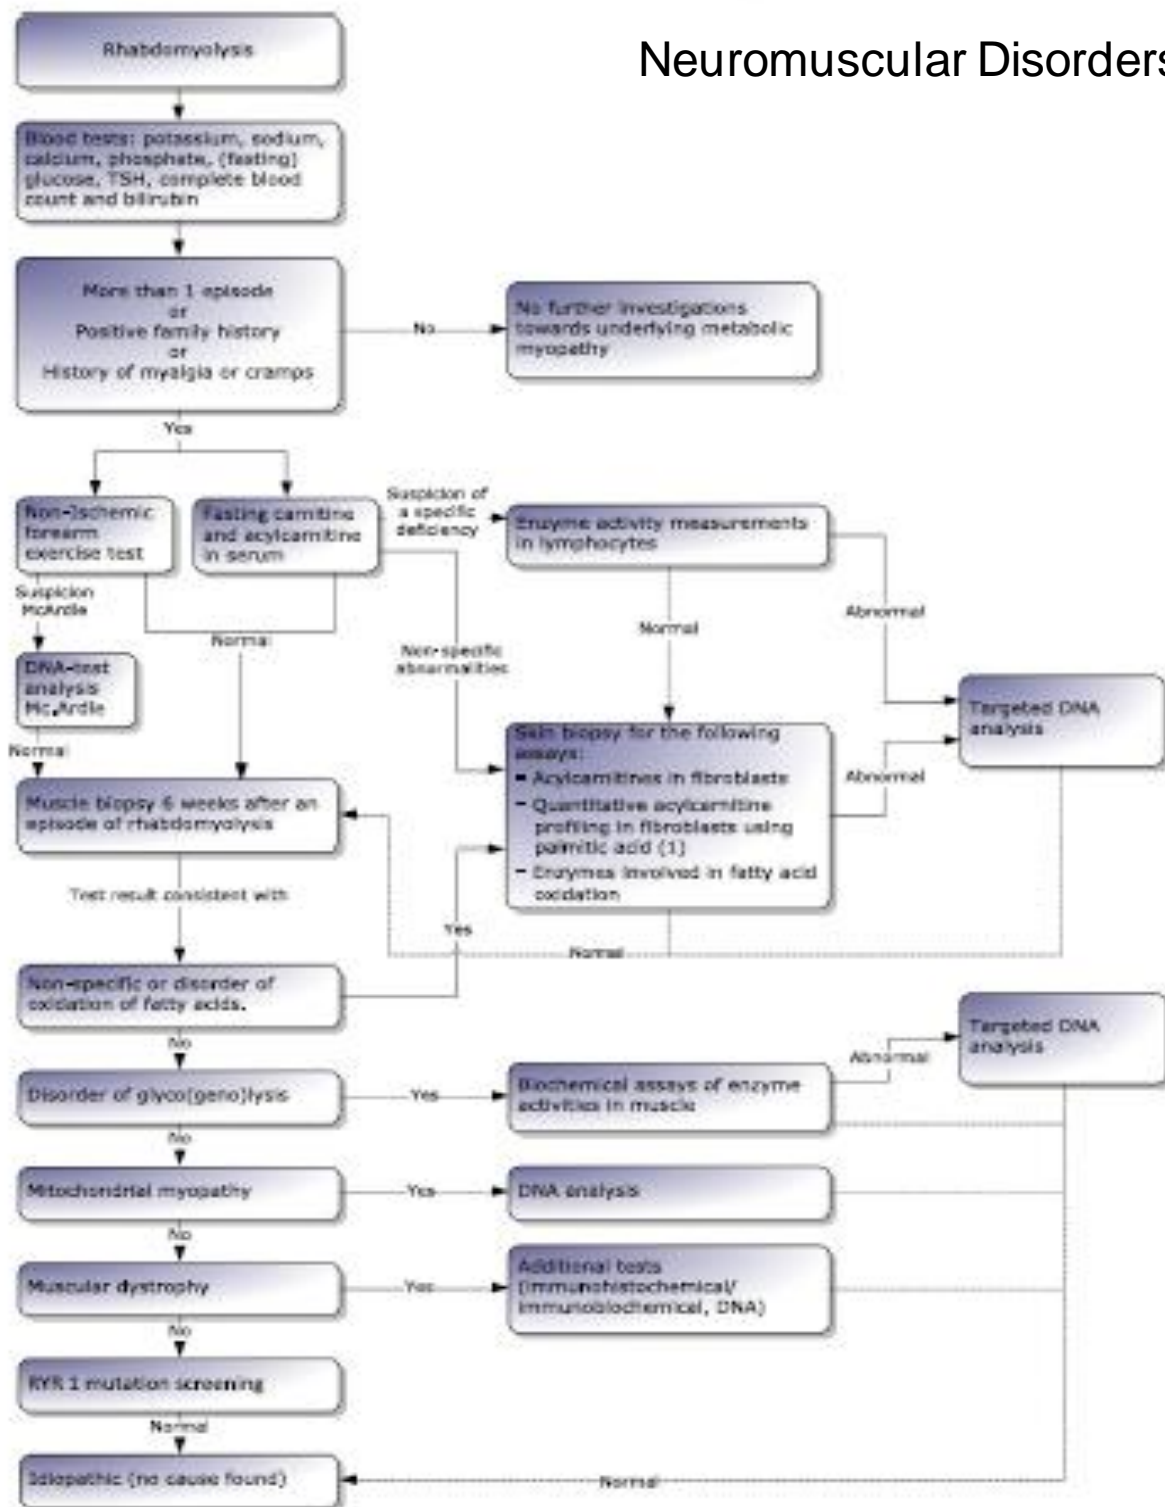 Neuromuscular Disorders
Rhabdomyolysis
Blood tests: potassium, sodium,
calcium, phosphate, (fasting)
glucose, TSH, complete blood
count and bilirubin
More than 1 episode
or
Positive family history
or
History of myalgia or cramps
No
No further investigations
towards underlying metabolic
myopathy
Yes
Non-Ischemic
forearm
exercise test
Fasting carnitine
and acylcarnitine
in serum
Suspicion of
a specific
deficiency
Enzyme activity measurements
in lymphocytes
Suspicion
McArdle
Normal
Non-specific
abnormalities
Normal
Abnormal
DNA-test
analysis
Mc.Ardle
Normal
Targeted DNA
analysis
Skin biopsy for the following
assays:
- Acylcarnitines in fibroblasts
- Quantitative acylcarnitine
profiling in fibroblasts using
palmitic acid (1)
- Enzymes involved in fatty acid
oxidation
Abnormal
Muscle biopsy 6 weeks after an
episode of rhabdomyolysis
Test result consistent with
Yes
Normal
Non-specific or disorder of
oxidation of fatty acids.
No
Targeted DNA
analysis
Abnormal
Disorder of glyco(geno)lysis
Yes
Biochemical assays of enzyme
activities in muscle
No
Mitochondrial myopathy
Yes
DNA analysis
No
Muscular dystrophy
Yes
Additional tests
(immunohistochemical/
immunobiochemical, DNA)
No
RYR 1 mutation screening
Normal
Idiopathic (no cause found)
Normal